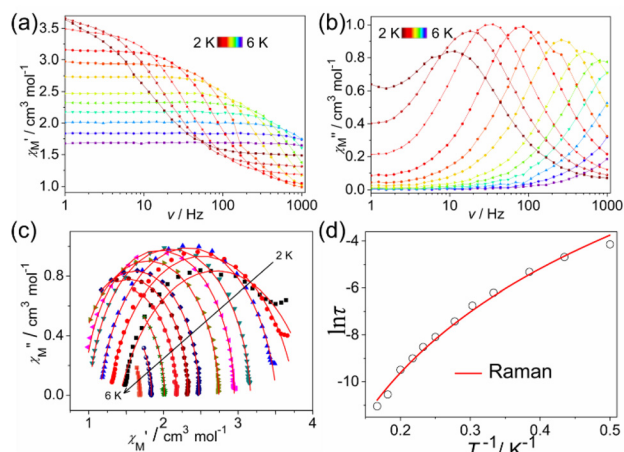 (a)
3.5
3.0
2.5
2.0
1.5
1.0
χM' / cm³ mol⁻¹
2 K 6 K
1 10 100 1000
ν / Hz
(b)
1.0
0.8
0.6
0.4
0.2
0.0
χM'' / cm³ mol⁻¹
2 K 6 K
1 10 100 1000
ν / Hz
(c)
0.8
0.4
0.0
χM'' / cm³ mol⁻¹
2 K
6 K
1 2 3 4
χM' / cm³ mol⁻¹
(d)
-4
-6
-8
-10
lnτ
Raman
0.2 0.3 0.4 0.5
T⁻¹/ K⁻¹